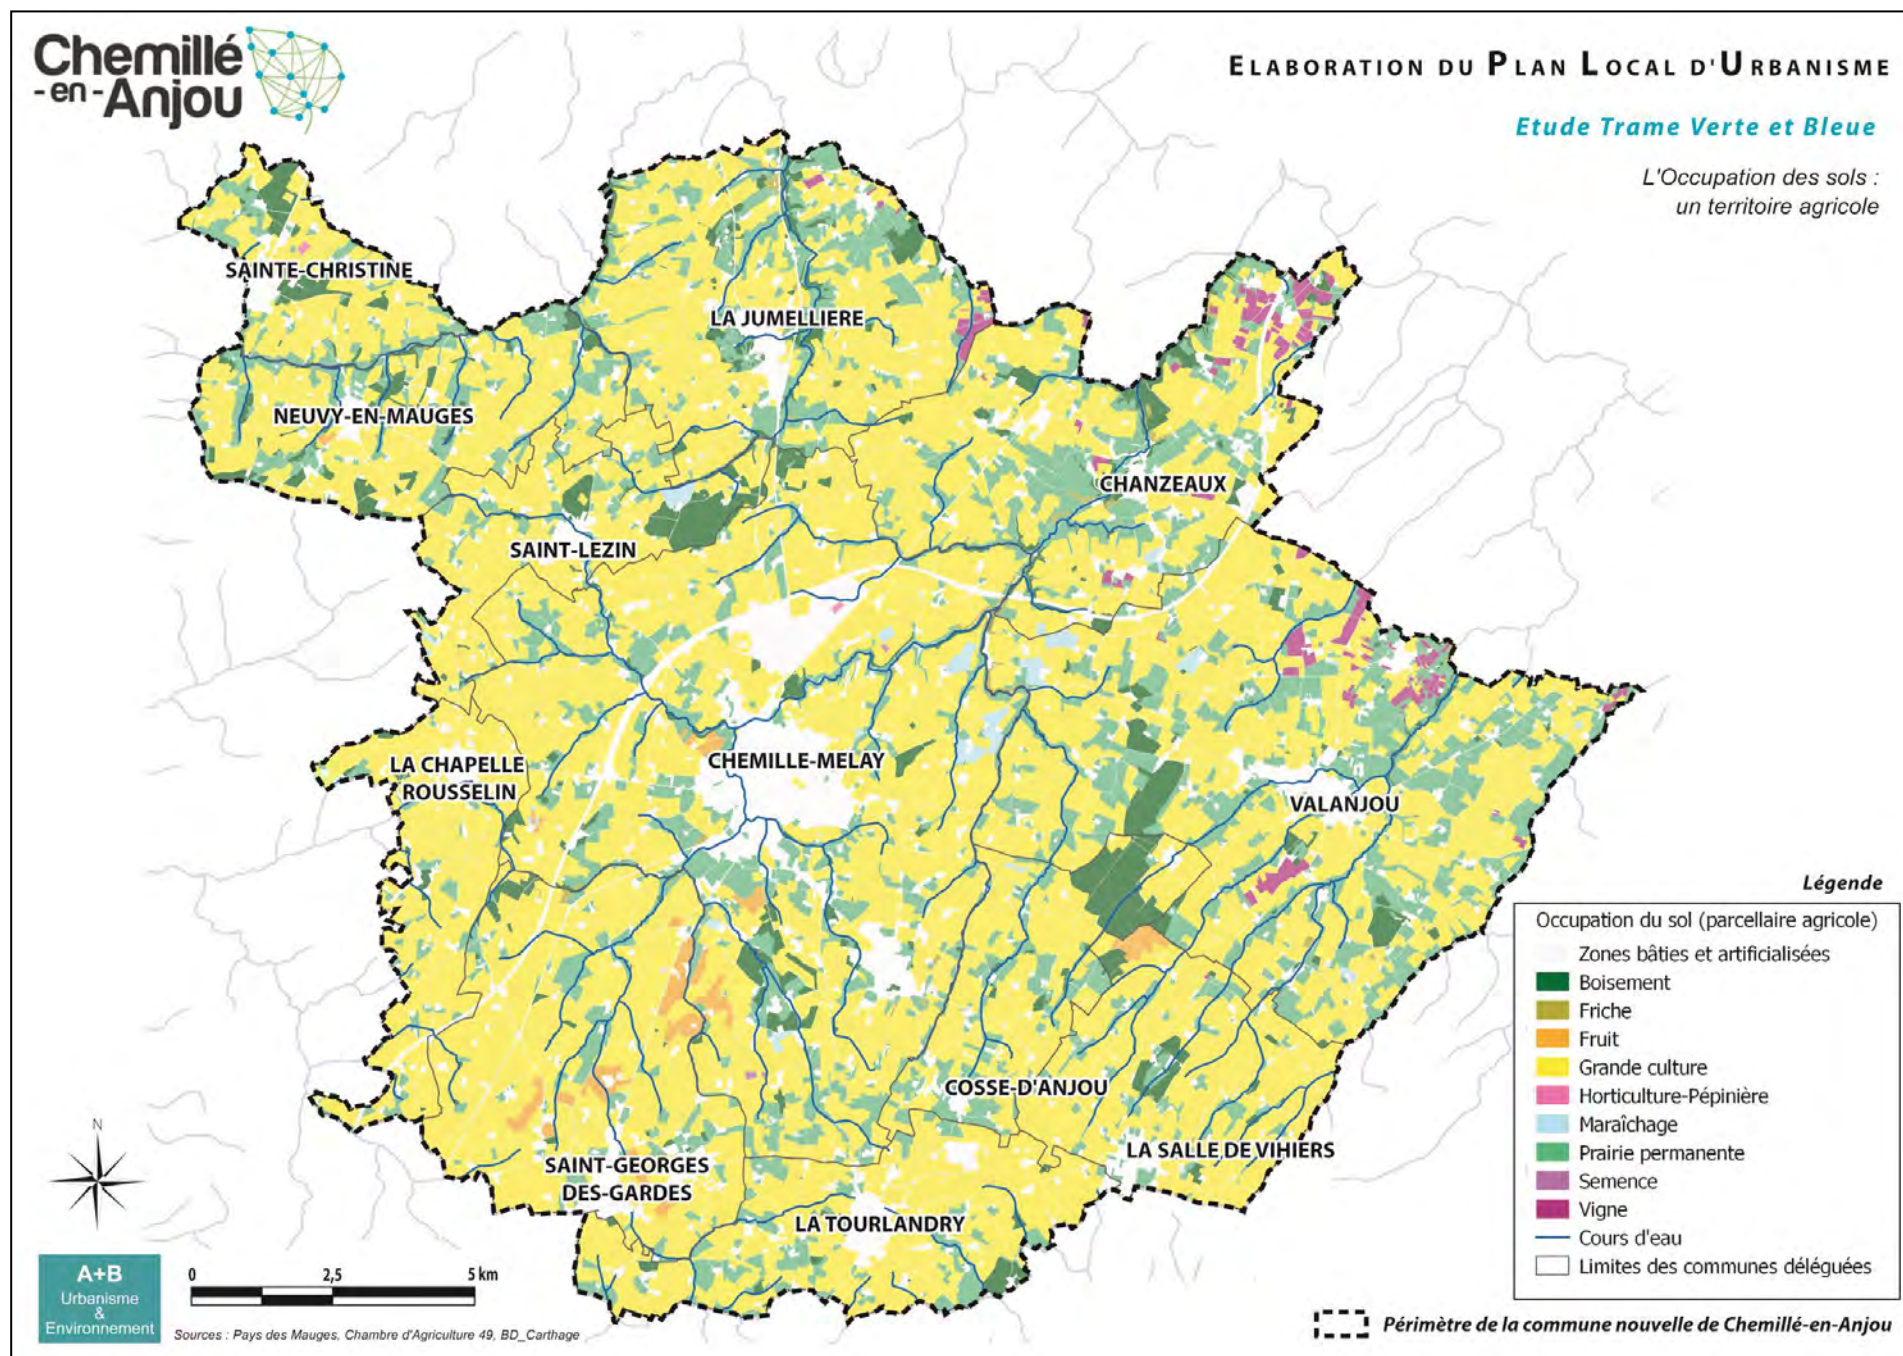 Chemillé
-en-Anjou
ELABORATION DU PLAN LOCAL D'URBANISME
Etude Trame Verte et Bleue
L'Occupation des sols :
un territoire agricole
SAINTE-CHRISTINE
LA JUMELLIERE
NEUVY-EN-MAUGES
CHANZEAUX
SAINT-LEZIN
CHEMILLE-MELAY
LA CHAPELLE
ROUSSELIN
VALANJOU
COSSE-D'ANJOU
LA SALLE DE VIHIERS
SAINT-GEORGES
DES-GARDES
LA TOURLANDRY
Légende
Occupation du sol (parcellaire agricole)
Zones bâties et artificialisées
Boisement
Friche
Fruit
Grande culture
Horticulture-Pépinière
Maraîchage
Prairie permanente
Semence
Vigne
Cours d'eau
Limites des communes déléguées
Périmètre de la commune nouvelle de Chemillé-en-Anjou
N
A+B
Urbanisme
&
Environnement
0 2,5 5 km
Sources : Pays des Mauges, Chambre d'Agriculture 49, BD_Carthage